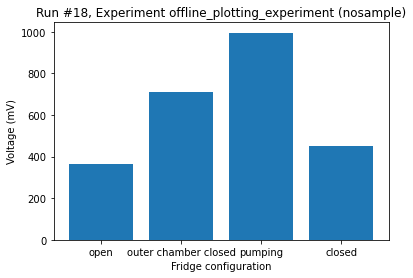 Run #18, Experiment offline_plotting_experiment (nosample)
1000
800
600
400
200
0
Voltage (mV)
open outer chamber closed pumping closed
Fridge configuration